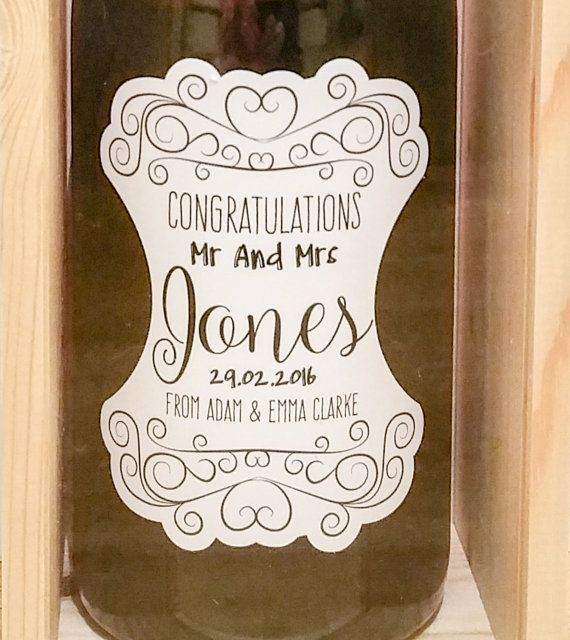 CONGRATULATIONS
Mr And Mrs
Jones
29.02.2016
FROM ADAM & EMMA CLARKE